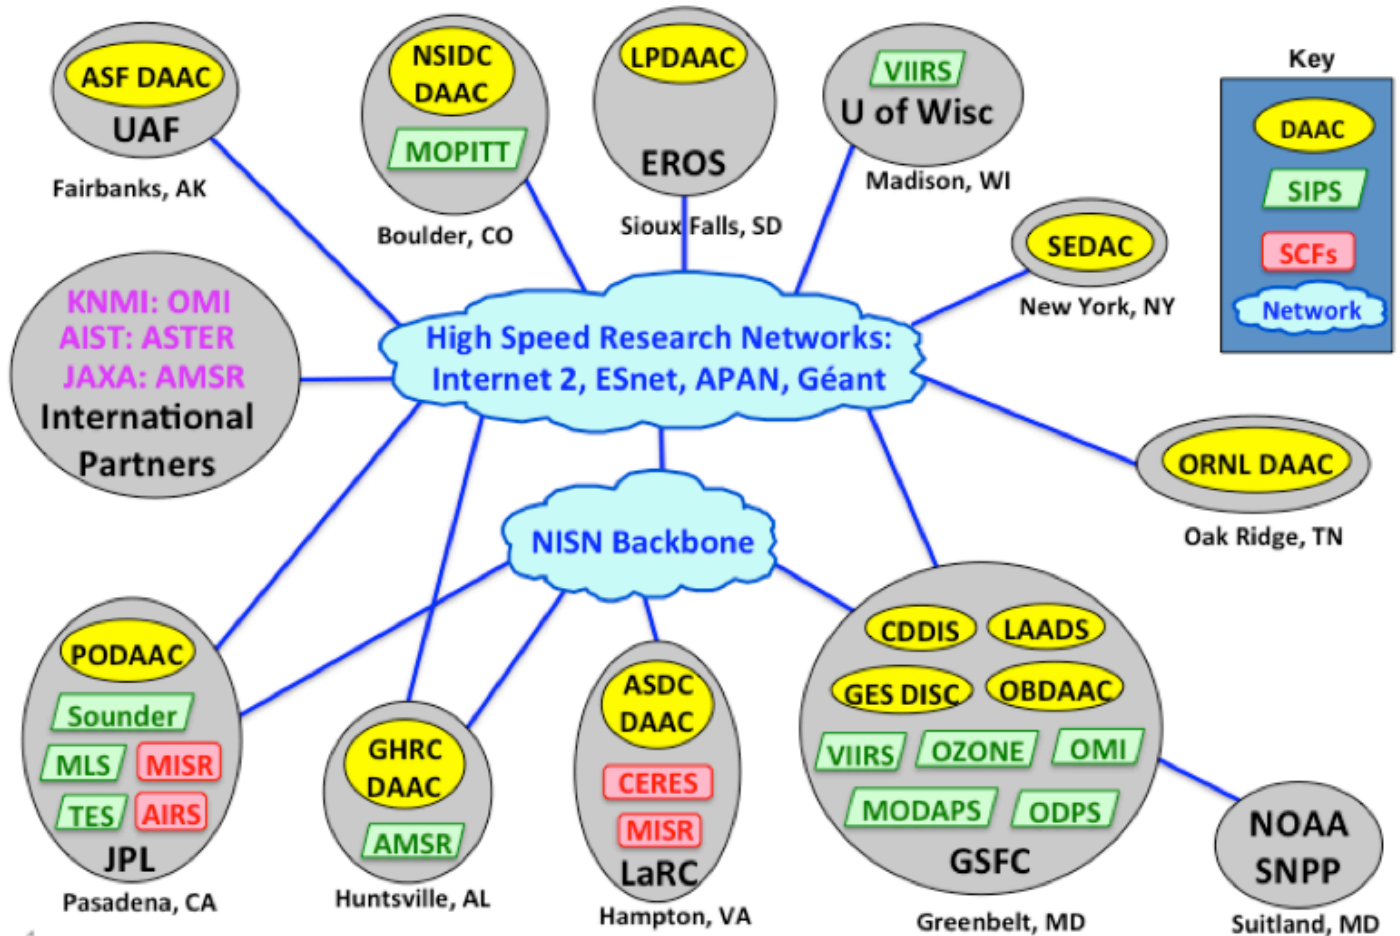 ASF DAAC
UAF
Fairbanks, AK
NSIDC
DAAC
MOPITT
Boulder, CO
LPDAAC
EROS
Sioux Falls, SD
VIIRS
U of Wisc
Madison, WI
SEDAC
New York, NY
Key
DAAC
SIPS
SCFs
Network
KNMI: OMI
AIST: ASTER
JAXA: AMSR
International
Partners
High Speed Research Networks:
Internet 2, ESnet, APAN, Géant
ORNL DAAC
Oak Ridge, TN
NISN Backbone
PODAAC
Sounder
MLS
MISR
TES
AIRS
JPL
Pasadena, CA
GHRC
DAAC
AMSR
Huntsville, AL
ASDC
DAAC
CERES
MISR
LaRC
Hampton, VA
CDDIS
LAADS
GES DISC
OBDAAC
VIIRS
OZONE
OMI
MODAPS
ODPS
GSFC
Greenbelt, MD
NOAA
SNPP
Suitland, MD